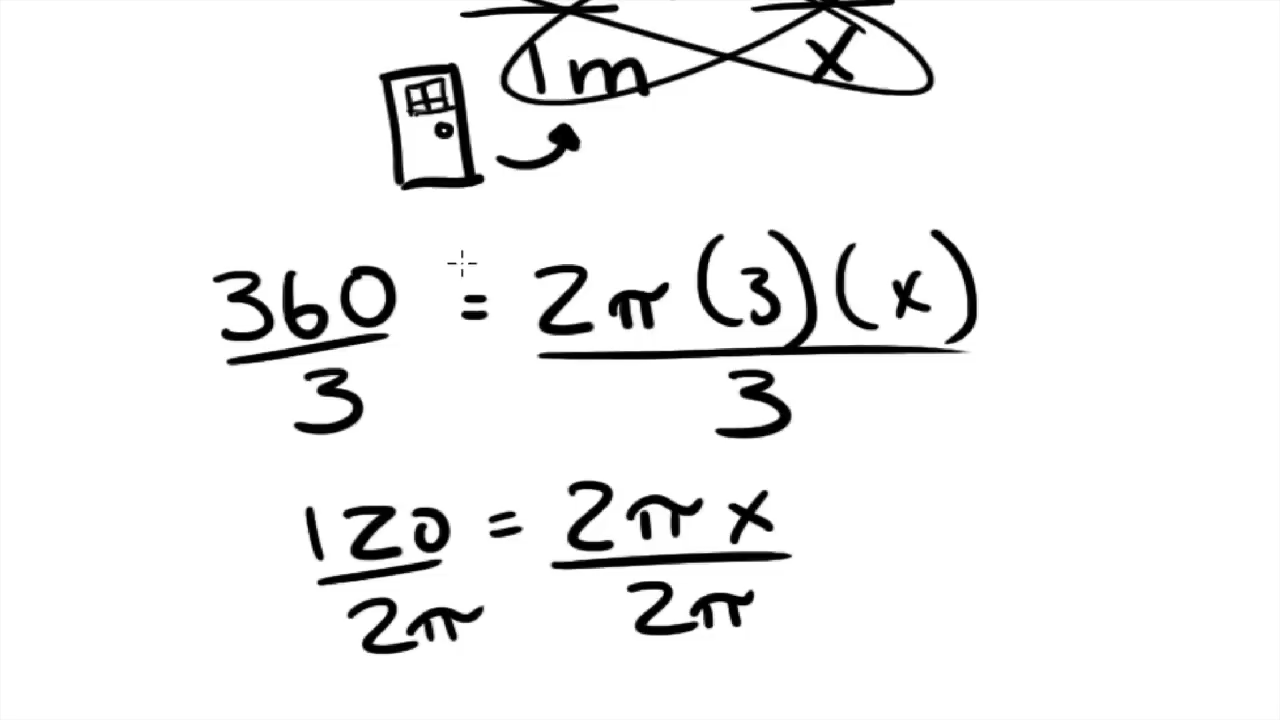 1m x
360 = 2π(3)(x)
3 3
120 = 2πx
2π 2π